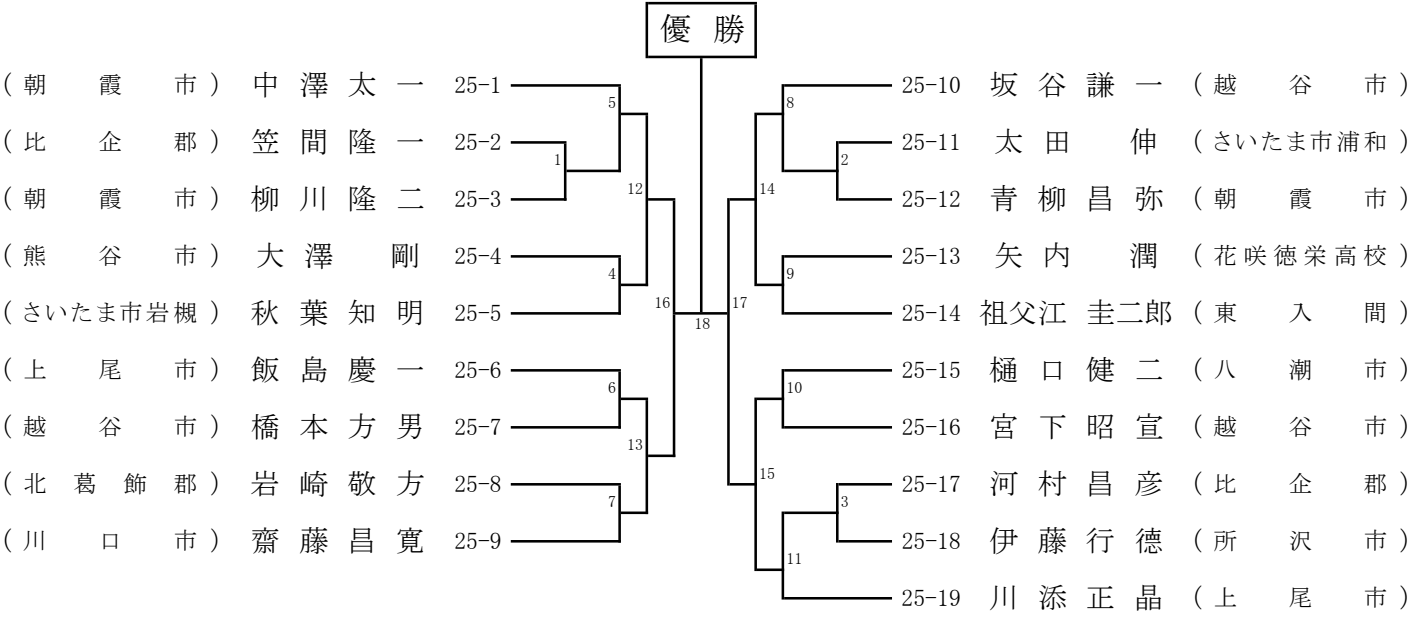 優勝
(朝霞市) 中澤太一 25-1
25-10 坂谷謙一 (越谷市)
5
8
(比企郡) 笠間隆一 25-2
25-11 太田 伸 (さいたま市浦和)
1
2
12
14
(朝霞市) 柳川隆二 25-3
25-12 青柳昌弥 (朝霞市)
(熊谷市) 大澤 剛 25-4
25-13 矢内 潤 (花咲徳栄高校)
4
9
16
17
(さいたま市岩槻) 秋葉知明 25-5
25-14 祖父江 圭二郎 (東入間)
18
(上尾市) 飯島慶一 25-6
25-15 樋口健二 (八潮市)
6
10
(越谷市) 橋本方男 25-7
25-16 宮下昭宣 (越谷市)
13
15
(北葛飾郡) 岩崎敬方 25-8
25-17 河村昌彦 (比企郡)
7
3
(川口市) 齋藤昌寛 25-9
25-18 伊藤行徳 (所沢市)
11
25-19 川添正晶 (上尾市)